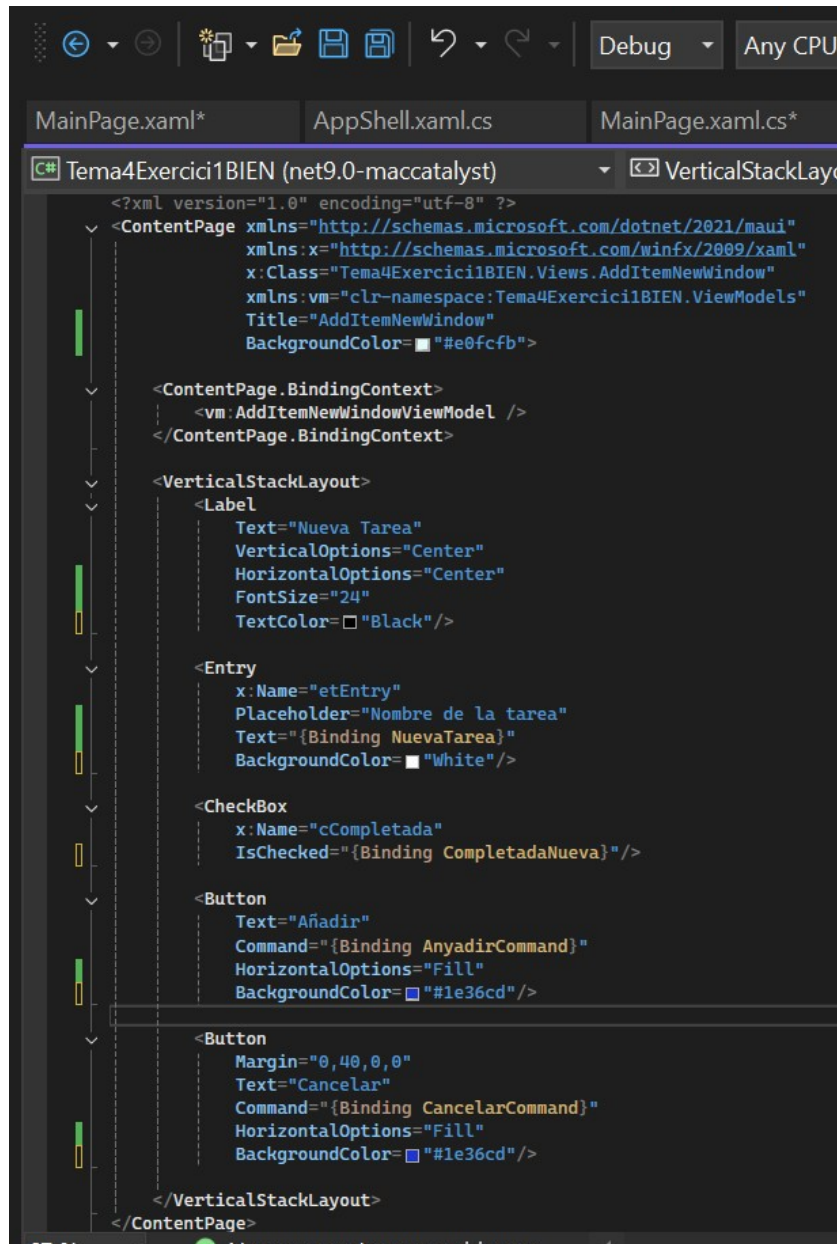 Debug Any CPU
MainPage.xaml* AppShell.xaml.cs MainPage.xaml.cs*
C# Tema4Exercici1BIEN (net9.0-maccatalyst) VerticalStackLayo
<?xml version="1.0" encoding="utf-8" ?>
<ContentPage xmlns="http://schemas.microsoft.com/dotnet/2021/maui"
xmlns:x="http://schemas.microsoft.com/winfx/2009/xaml"
x:Class="Tema4Exercici1BIEN.Views.AddItemNewWindow"
xmlns:vm="clr-namespace:Tema4Exercici1BIEN.ViewModels"
Title="AddItemNewWindow"
BackgroundColor="#e0fcfb">
<ContentPage.BindingContext>
<vm:AddItemNewWindowViewModel />
</ContentPage.BindingContext>
<VerticalStackLayout>
<Label
Text="Nueva Tarea"
VerticalOptions="Center"
HorizontalOptions="Center"
FontSize="24"
TextColor="Black"/>
<Entry
x:Name="etEntry"
Placeholder="Nombre de la tarea"
Text="{Binding NuevaTarea}"
BackgroundColor="White"/>
<CheckBox
x:Name="cCompletada"
IsChecked="{Binding CompletadaNueva}"/>
<Button
Text="Añadir"
Command="{Binding AnyadirCommand}"
HorizontalOptions="Fill"
BackgroundColor="#1e36cd"/>
<Button
Margin="0,40,0,0"
Text="Cancelar"
Command="{Binding CancelarCommand}"
HorizontalOptions="Fill"
BackgroundColor="#1e36cd"/>
</VerticalStackLayout>
</ContentPage>